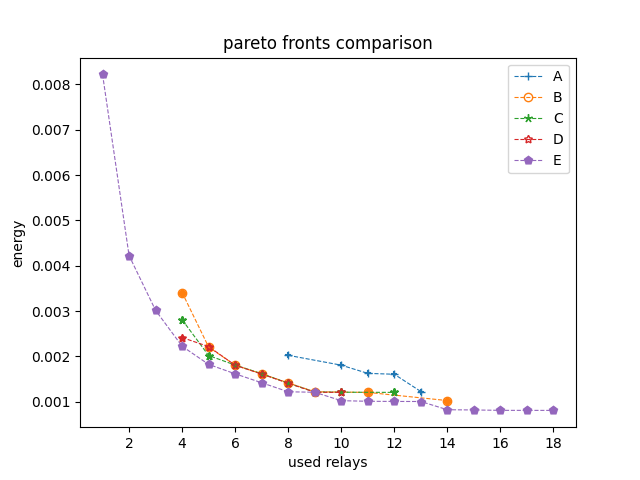 pareto fronts comparison
A
B
C
D
E
0.008
0.007
0.006
0.005
0.004
0.003
0.002
0.001
energy
2 4 6 8 10 12 14 16 18
used relays